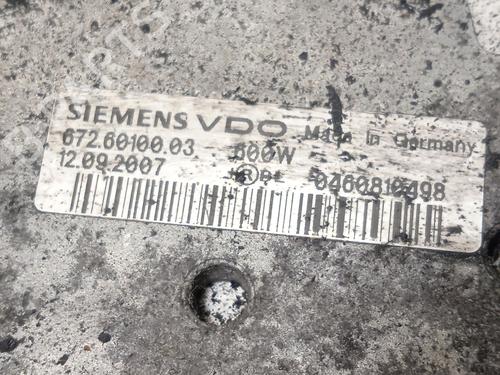 SIEMENS VDO Made in Germany
672.60100.03 600W
12.09.2007 0460810498